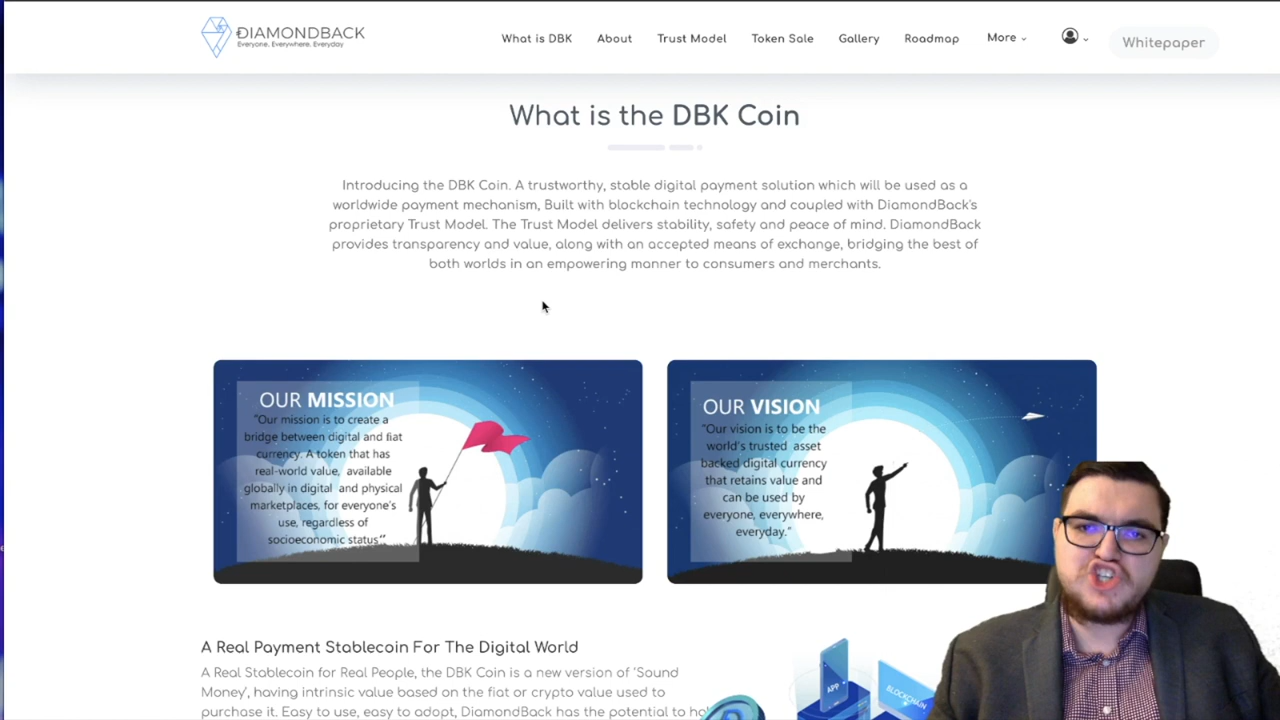 DIAMONDBACK
Everyone. Everywhere. Everyday
What is DBK
About
Trust Model
Token Sale
Gallery
Roadmap
More
Whitepaper
What is the DBK Coin
Introducing the DBK Coin. A trustworthy, stable digital payment solution which will be used as a
worldwide payment mechanism, Built with blockchain technology and coupled with DiamondBack's
proprietary Trust Model. The Trust Model delivers stability, safety and peace of mind. DiamondBack
provides transparency and value, along with an accepted means of exchange, bridging the best of
both worlds in an empowering manner to consumers and merchants.
OUR MISSION
"Our mission is to create a
bridge between digital and fiat
currency. A token that has
real-world value, available
globally in digital and physical
marketplaces, for everyone's
use, regardless of
socioeconomic status"
OUR VISION
"Our vision is to be the
world's trusted asset
backed digital currency
that retains value and
can be used by
everyone, everywhere,
everyday."
A Real Payment Stablecoin For The Digital World
A Real Stablecoin for Real People, the DBK Coin is a new version of 'Sound
Money', having intrinsic value based on the fiat or crypto value used to
purchase it. Easy to use, easy to adopt, DiamondBack has the potential to
APP
BLOCKCHAIN